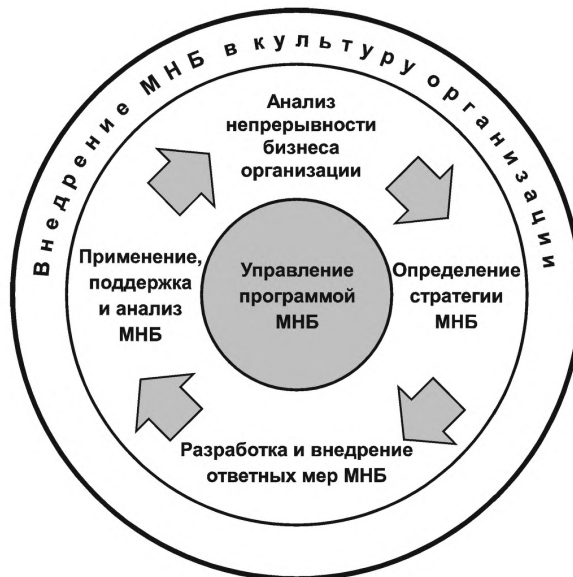 Внедрение МНБ в культуру организации
Анализ
непрерывности
бизнеса
организации
Применение,
поддержка
и анализ
МНБ
Управление
программой
МНБ
Определение
стратегии
МНБ
Разработка и внедрение
ответных мер МНБ